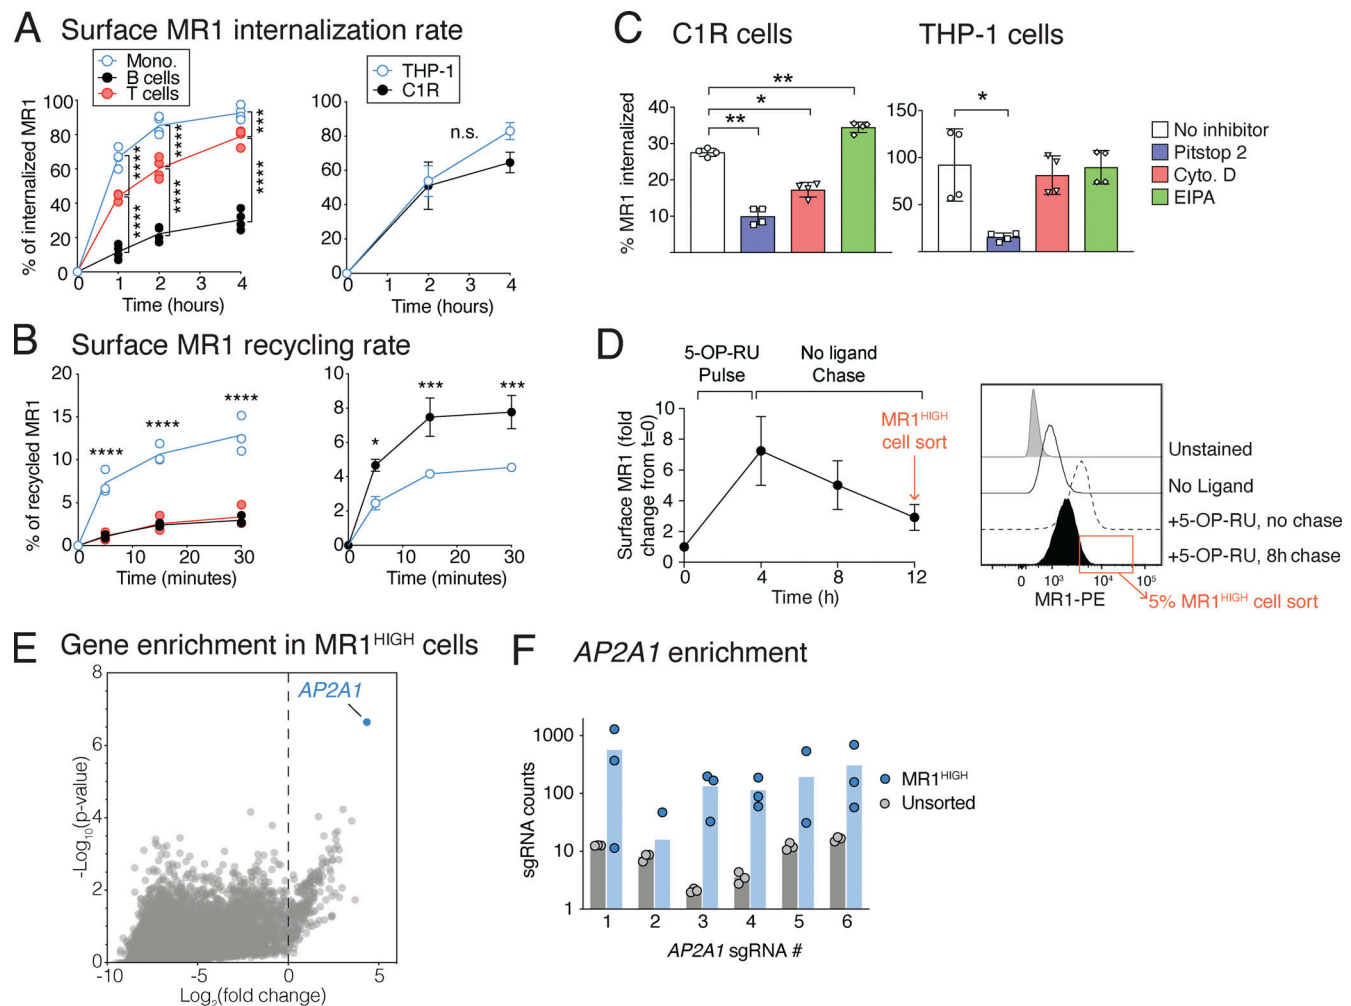 A Surface MR1 internalization rate
Mono.
B cells
T cells
THP-1
C1R
% of internalized MR1
100
80
60
40
20
0
0 1 2 3 4
Time (hours)
****
****
****
****
***
****
100
80
60
40
20
0
n.s.
0 2 4
Time (hours)
B Surface MR1 recycling rate
% of recycled MR1
20
15
10
5
0
****
****
****
0 10 20 30
Time (minutes)
10
8
6
4
2
0
*
***
***
0 10 20 30
Time (minutes)
C C1R cells
THP-1 cells
% MR1 internalized
40
30
20
10
**
*
**
150
100
50
*
No inhibitor
Pitstop 2
Cyto. D
EIPA
D
5-OP-RU
Pulse
No ligand
Chase
Surface MR1 (fold
change from t=0)
10
8
6
4
2
0
MR1HIGH
cell sort
0 4 8 12
Time (h)
Unstained
No Ligand
+5-OP-RU, no chase
+5-OP-RU, 8h chase
0 10³ 10⁴ 10⁵
MR1-PE
5% MR1HIGH cell sort
E Gene enrichment in MR1HIGH cells
-Log10(p-value)
8
6
4
2
0
AP2A1
-10 -5 0 5
Log2(fold change)
F AP2A1 enrichment
sgRNA counts
1000
100
10
1
1 2 3 4 5 6
AP2A1 sgRNA #
MR1HIGH
Unsorted